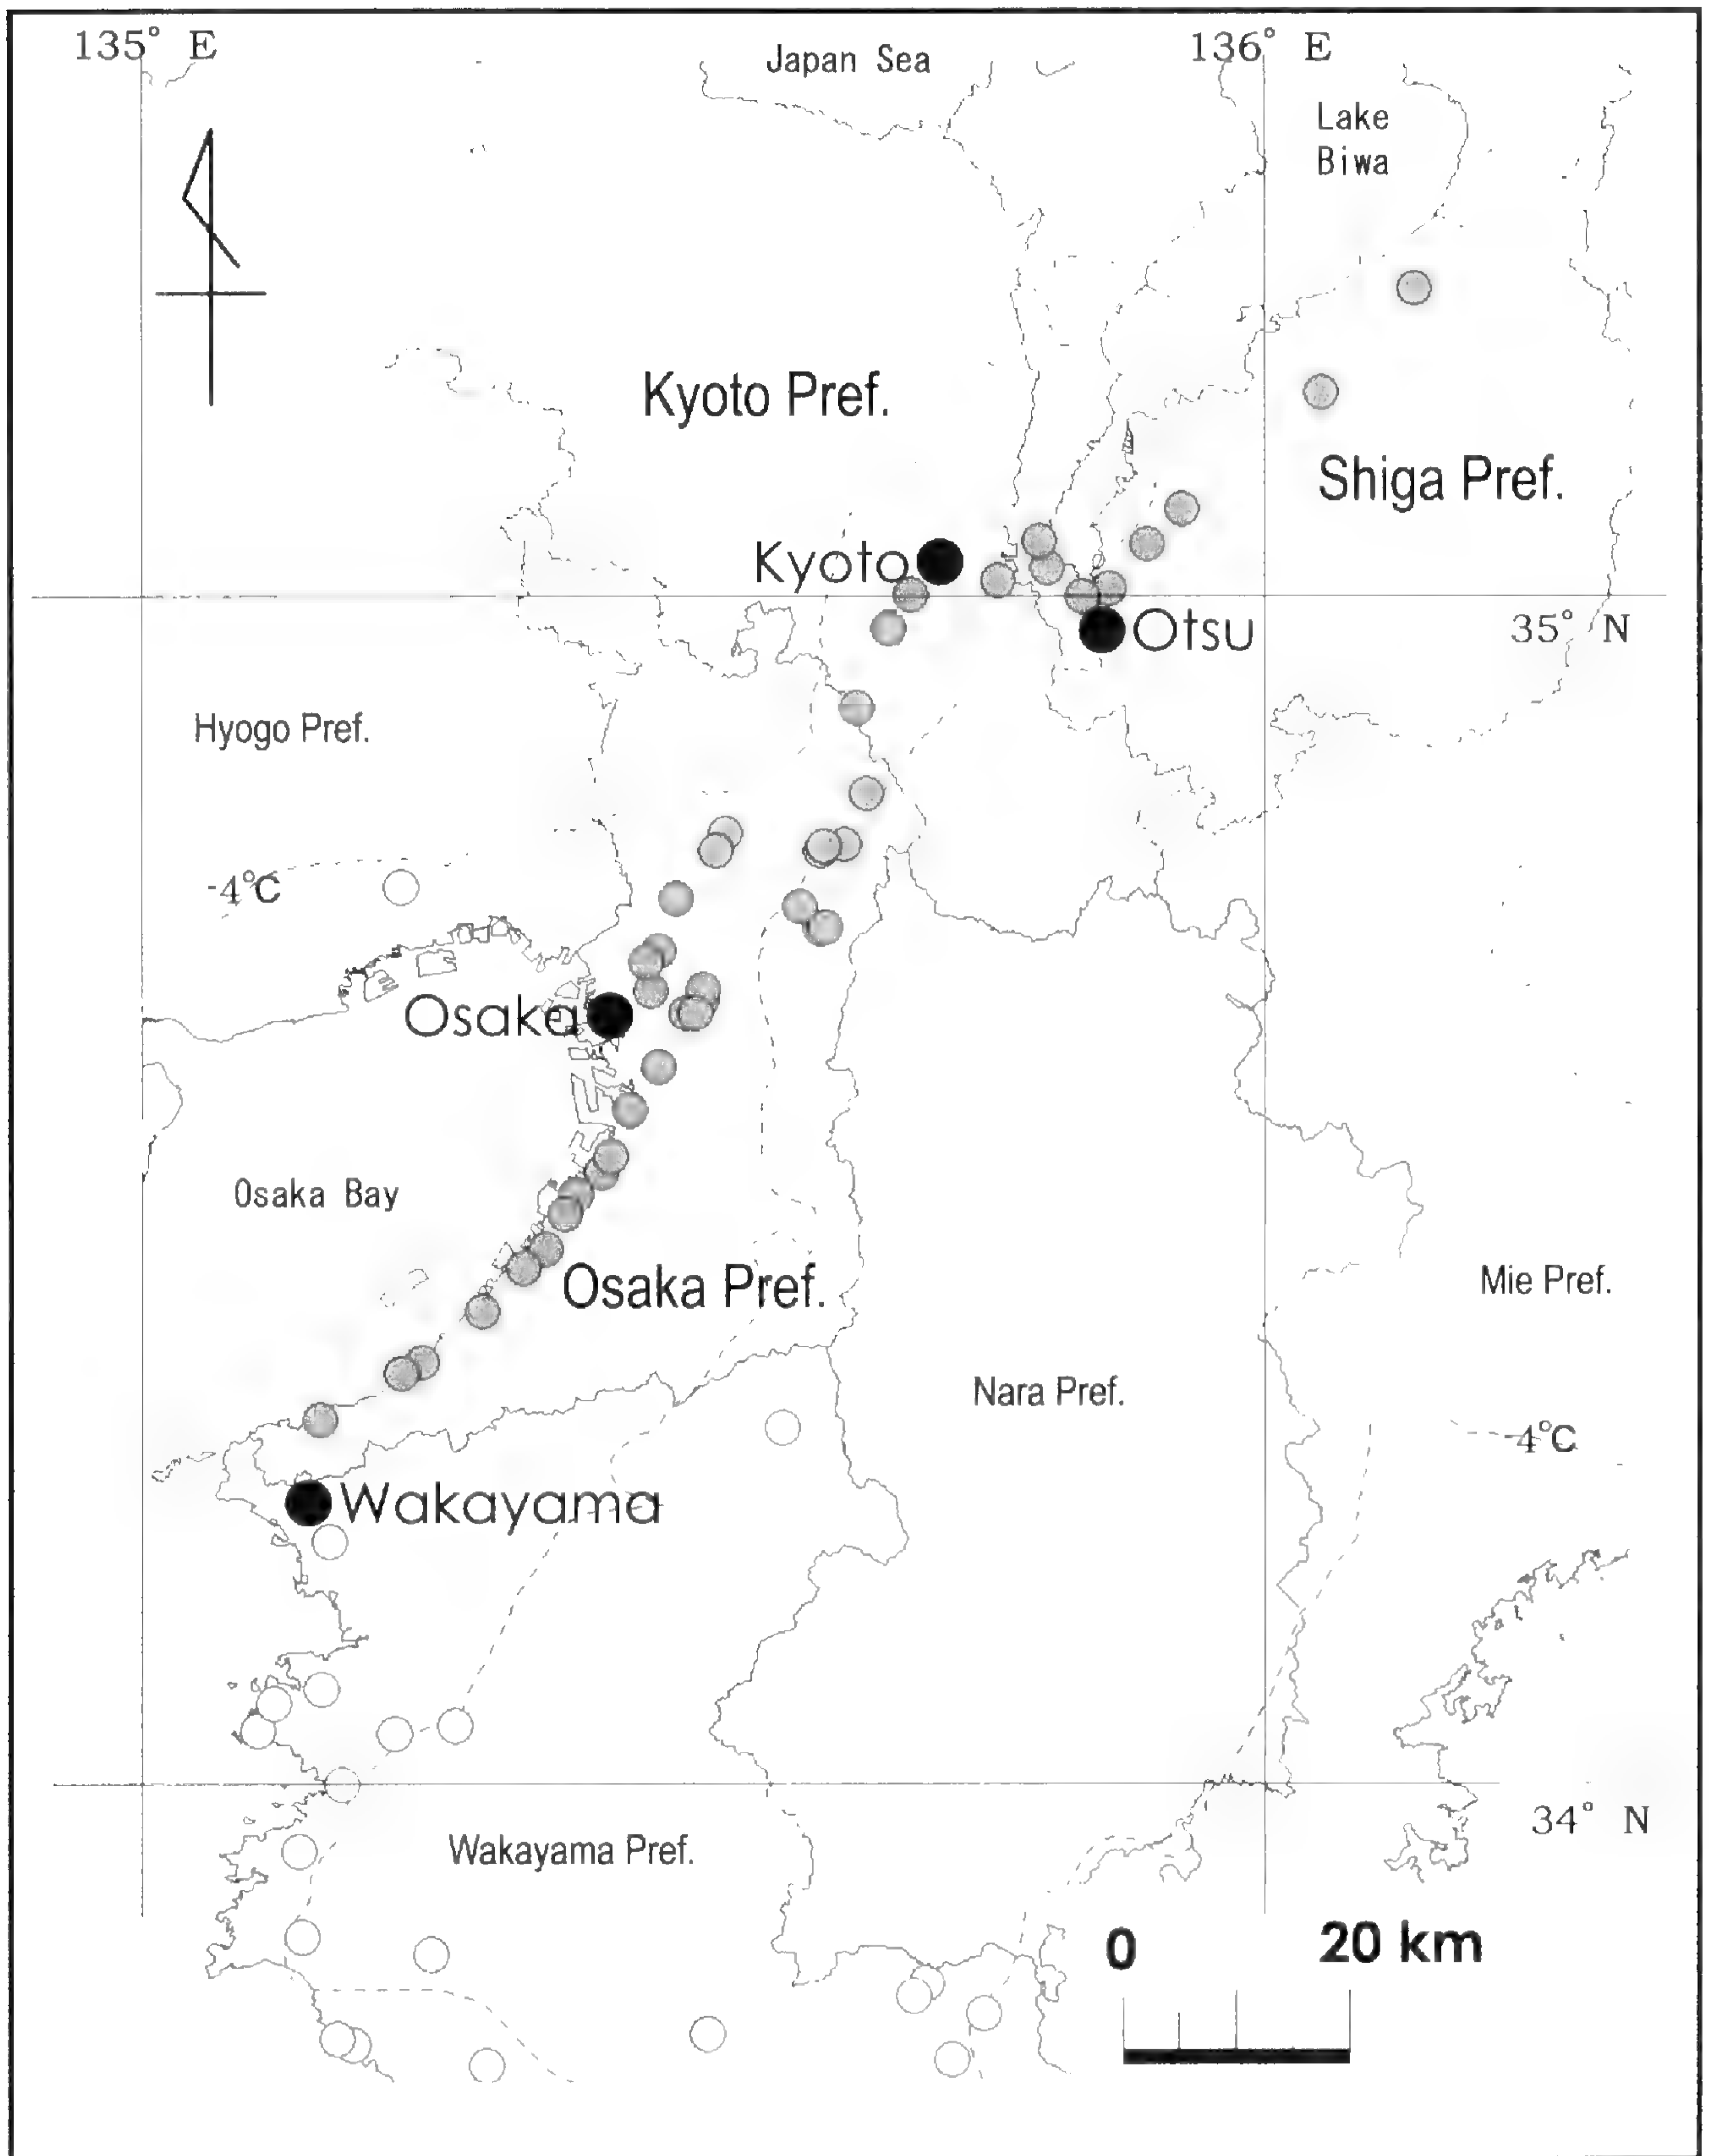 135° E
136° E
Japan Sea
Lake
Biwa
Kyoto Pref.
Shiga Pref.
Kyoto
Otsu
35° N
Hyogo Pref.
-4°C
Osaka
Osaka Bay
Osaka Pref.
Mie Pref.
Nara Pref.
-4°C
Wakayama
34° N
Wakayama Pref.
0 20 km